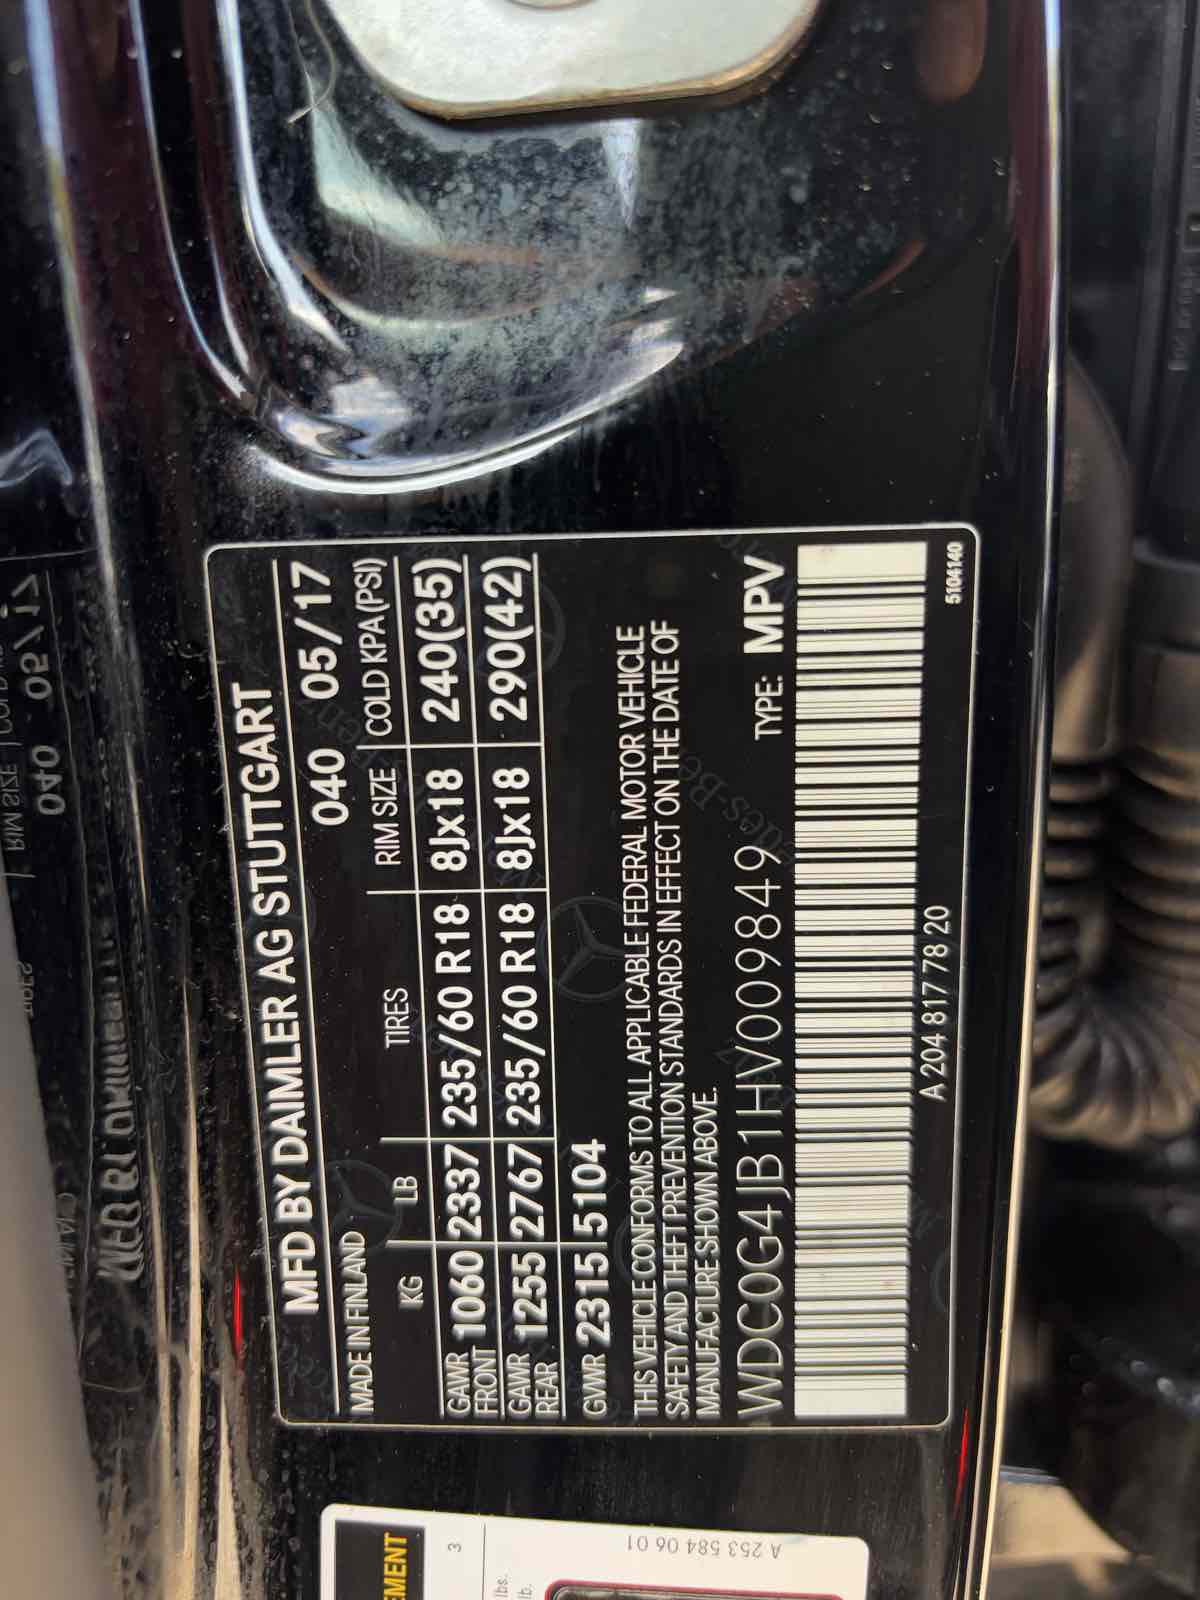 MFD BY DAIMLER AG STUTTGART
MADE IN FINLAND 040 05/17
KG LB TIRES RIM SIZE COLD KPA(PSI)
GAWR FRONT 1060 2337 235/60 R18 8Jx18 240(35)
GAWR REAR 1255 2767 235/60 R18 8Jx18 290(42)
GVWR 2315 5104
THIS VEHICLE CONFORMS TO ALL APPLICABLE FEDERAL MOTOR VEHICLE
SAFETY AND THEFT PREVENTION STANDARDS IN EFFECT ON THE DATE OF
MANUFACTURE SHOWN ABOVE.
WDC0G4JB1HV009849 TYPE: MPV
A 204 817 78 20
5104140
EMENT
3
lbs.
lb.
A 253 584 06 01